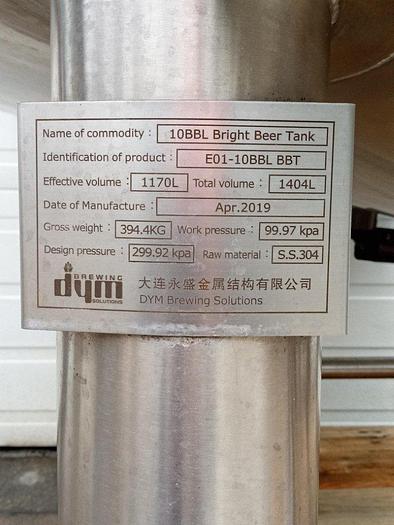 Name of commodity : 10BBL Bright Beer Tank
Identification of product : E01-10BBL BBT
Effective volume : 1170L Total volume : 1404L
Date of Manufacture : Apr.2019
Gross weight : 394.4KG Work pressure : 99.97 kpa
Design pressure : 299.92 kpa Raw material : S.S.304
BREWING
dym
SOLUTIONS
大连永盛金属结构有限公司
DYM Brewing Solutions